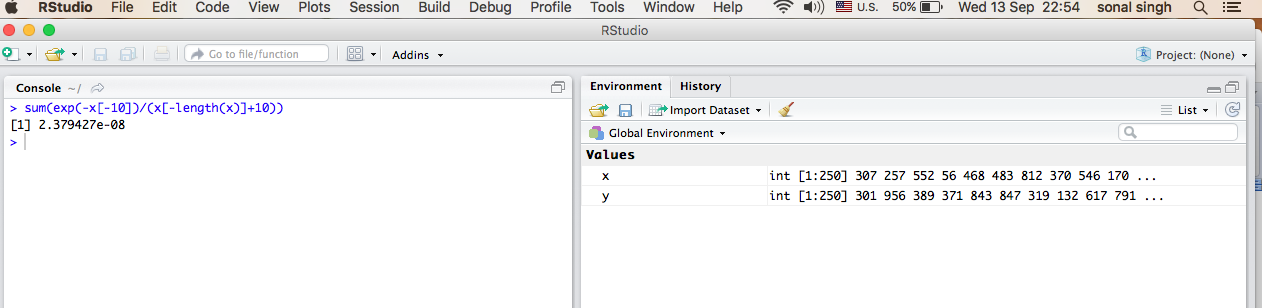 RStudio File Edit Code View Plots Session Build Debug Profile Tools Window Help U.S. 50% Wed 13 Sep 22:54 sonal singh
RStudio
Go to file/function Addins Project: (None)
Console ~/ Environment History
> sum(exp(-x[-10])/(x[-length(x)]+10))
[1] 2.379427e-08
>
Import Dataset List
Global Environment
Values
x int [1:250] 307 257 552 56 468 483 812 370 546 170 ...
y int [1:250] 301 956 389 371 843 847 319 132 617 791 ...